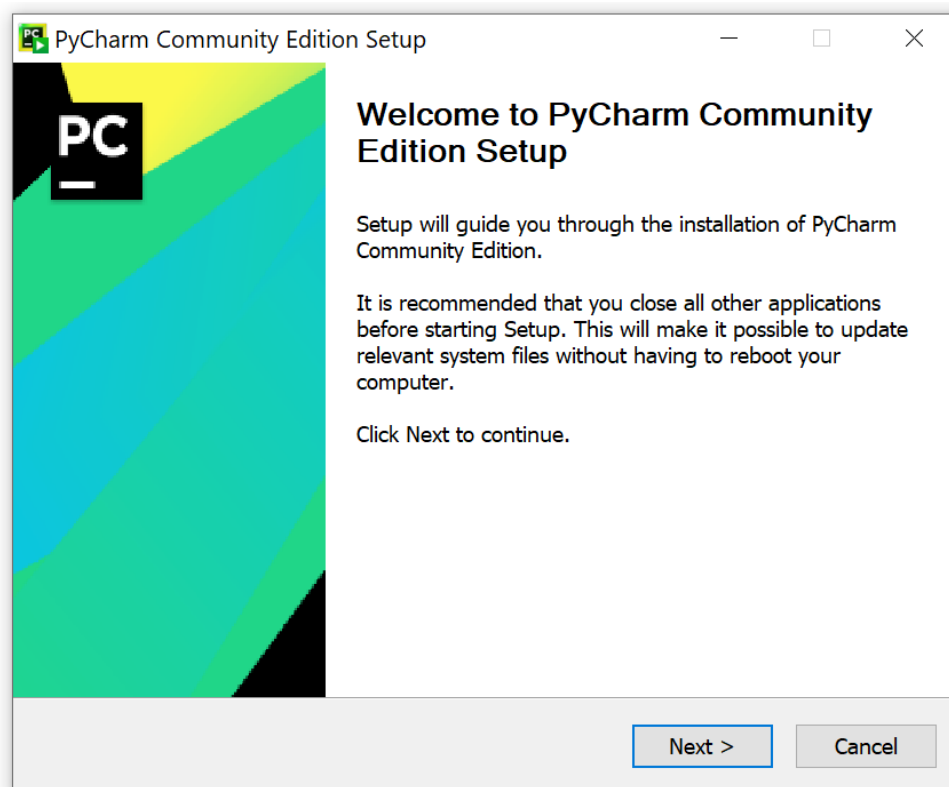 PyCharm Community Edition Setup
PC
Welcome to PyCharm Community
Edition Setup
Setup will guide you through the installation of PyCharm
Community Edition.
It is recommended that you close all other applications
before starting Setup. This will make it possible to update
relevant system files without having to reboot your
computer.
Click Next to continue.
Next >
Cancel